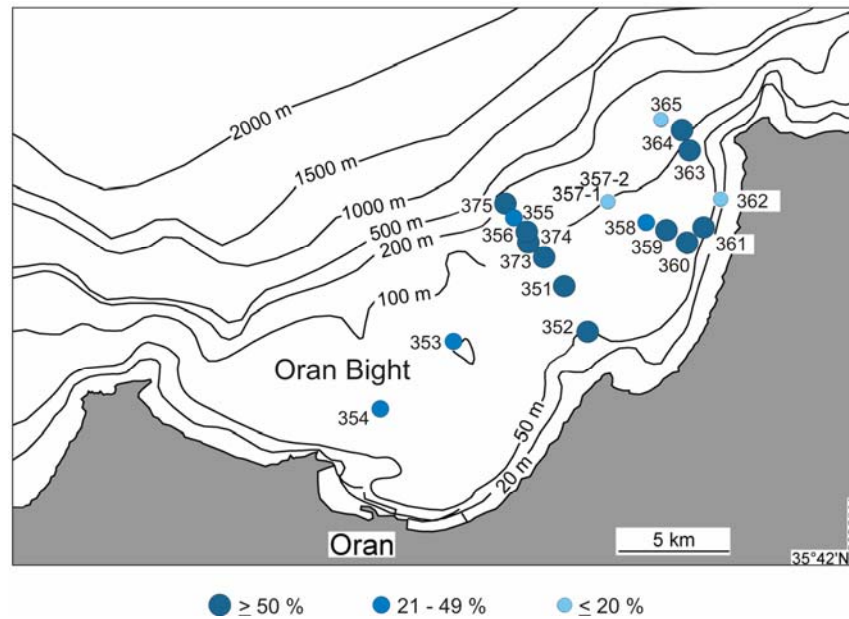 2000 m
365
364
363
1500 m
357-2
357-1
1000 m
375
355
362
500 m
358
200 m
356
374
359
361
373
360
100 m
351
352
353
Oran Bight
354
50 m
20 m
Oran
5 km
35°42'N
≥ 50 %
21 - 49 %
≤ 20 %